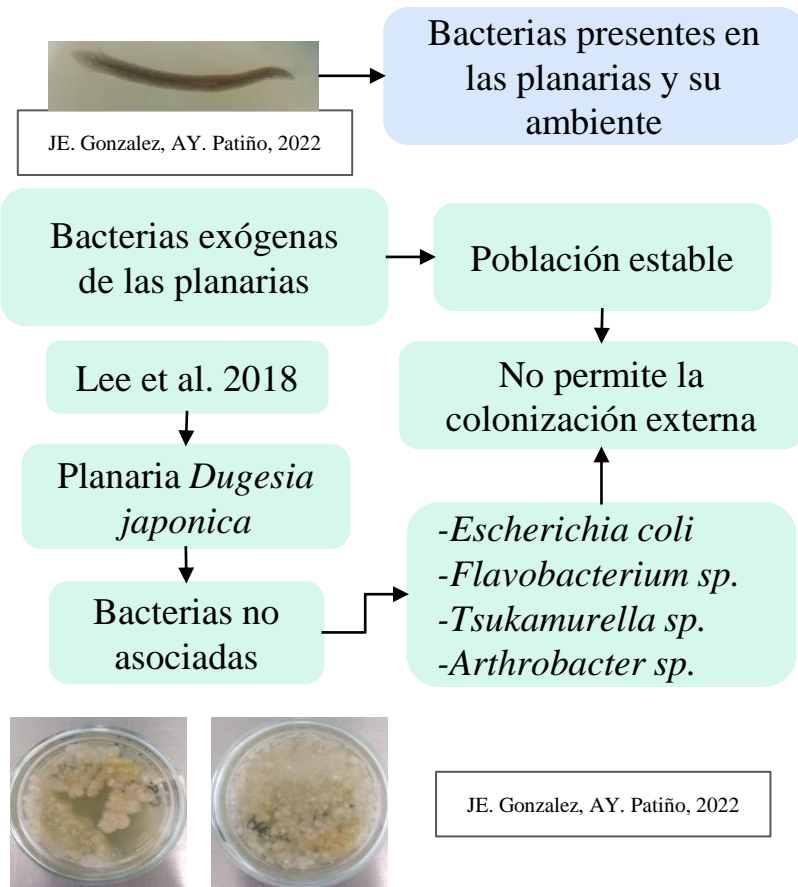 Bacterias presentes en
las planarias y su
ambiente
JE. Gonzalez, AY. Patiño, 2022
Bacterias exógenas
de las planarias
Población estable
Lee et al. 2018
No permite la
colonización externa
Planaria Dugesia
japonica
Bacterias no
asociadas
-Escherichia coli
-Flavobacterium sp.
-Tsukamurella sp.
-Arthrobacter sp.
JE. Gonzalez, AY. Patiño, 2022